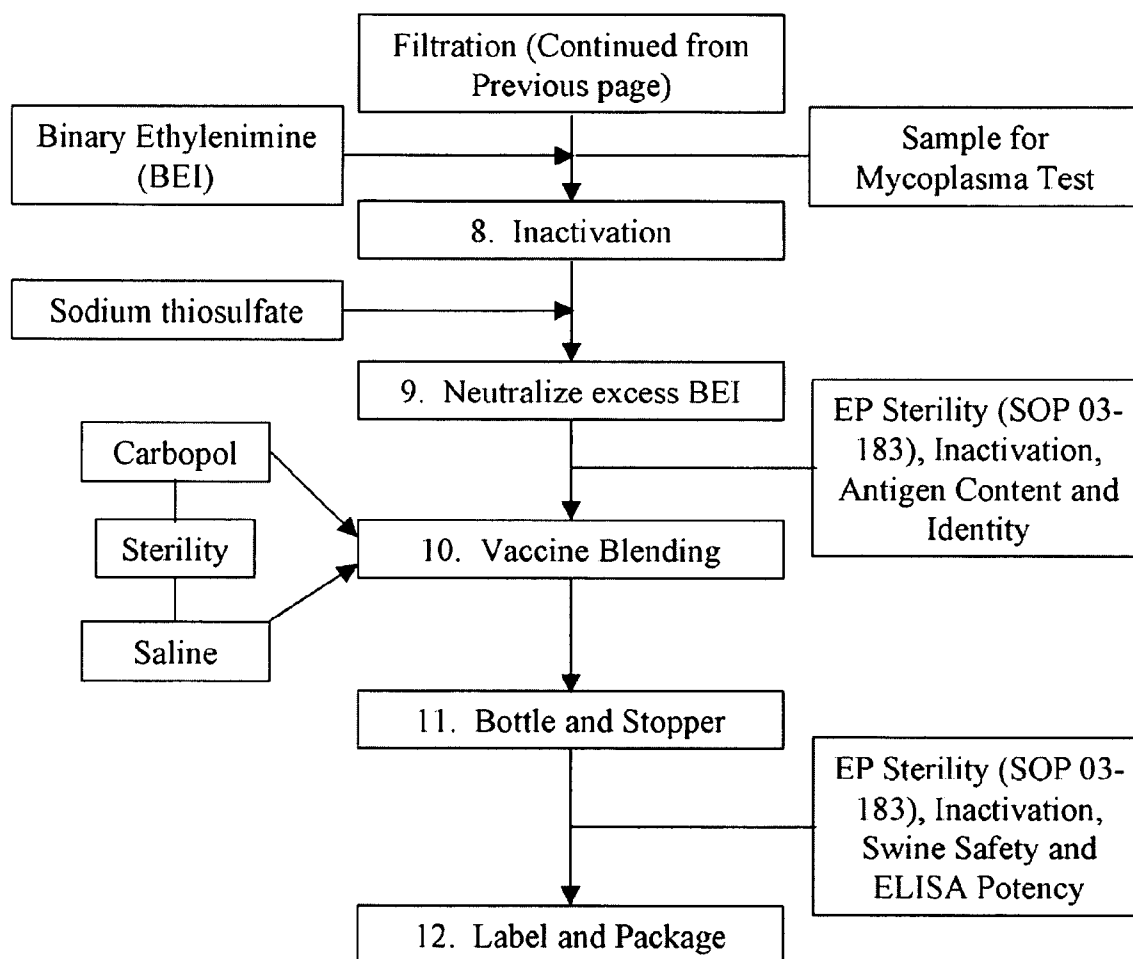 Filtration (Continued from
Previous page)
Binary Ethylenimine
(BEI)
Sample for
Mycoplasma Test
8. Inactivation
Sodium thiosulfate
9. Neutralize excess BEI
EP Sterility (SOP 03-
183), Inactivation,
Antigen Content and
Identity
Carbopol
Sterility
Saline
10. Vaccine Blending
11. Bottle and Stopper
EP Sterility (SOP 03-
183), Inactivation,
Swine Safety and
ELISA Potency
12. Label and Package